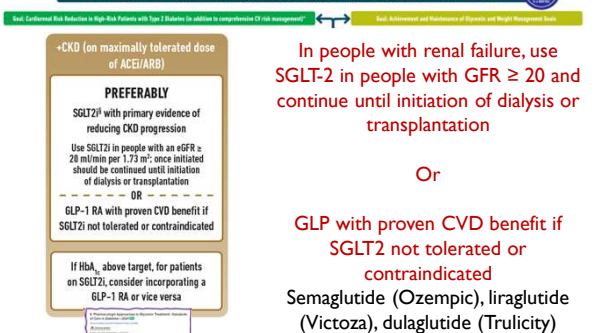 Goal: Cardiorenal Risk Reduction in High-Risk Patients with Type 2 Diabetes (in addition to comprehensive CV risk management)*
Goal: Achievement and Maintenance of Glycemic and Weight Management Goals
+CKD (on maximally tolerated dose
of ACEi/ARB)
PREFERABLY
SGLT2i§ with primary evidence of
reducing CKD progression
Use SGLT2i in people with an eGFR ≥
20 ml/min per 1.73 m²; once initiated
should be continued until initiation
of dialysis or transplantation
OR
GLP-1 RA with proven CVD benefit if
SGLT2i not tolerated or contraindicated
If HbA1c above target, for patients
on SGLT2i, consider incorporating a
GLP-1 RA or vice versa
9. Pharmacologic Approaches to Glycemic Treatment: Standards
In people with renal failure, use
SGLT-2 in people with GFR ≥ 20 and
continue until initiation of dialysis or
transplantation
Or
GLP with proven CVD benefit if
SGLT2 not tolerated or
contraindicated
Semaglutide (Ozempic), liraglutide
(Victoza), dulaglutide (Trulicity)